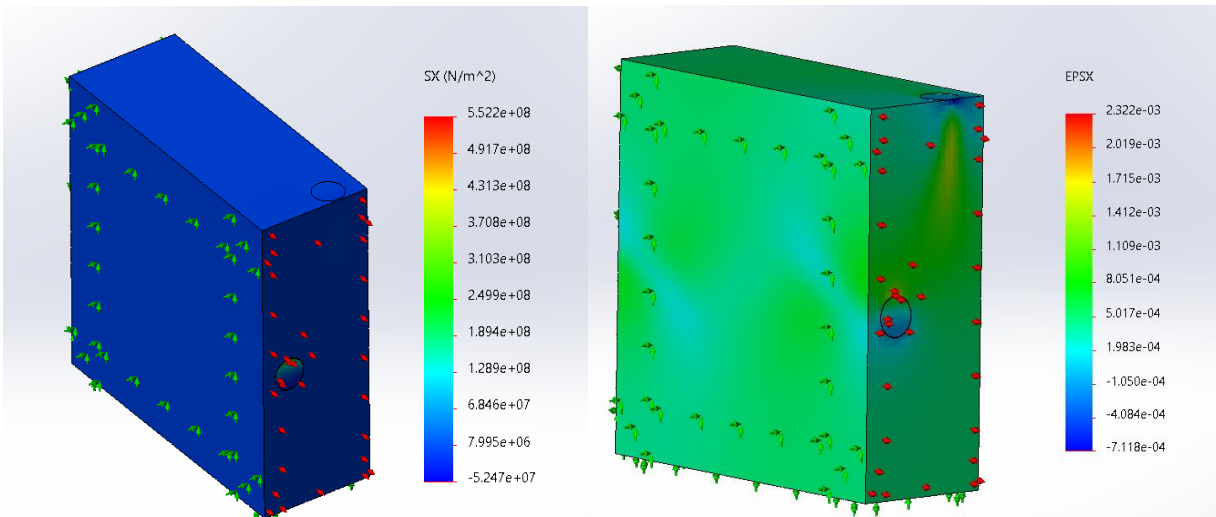 SX (N/m^2)
5.522e+08
4.917e+08
4.313e+08
3.708e+08
3.103e+08
2.499e+08
1.894e+08
1.289e+08
6.846e+07
7.995e+06
-5.247e+07
EPSX
2.322e-03
2.019e-03
1.715e-03
1.412e-03
1.109e-03
8.051e-04
5.017e-04
1.983e-04
-1.050e-04
-4.084e-04
-7.118e-04